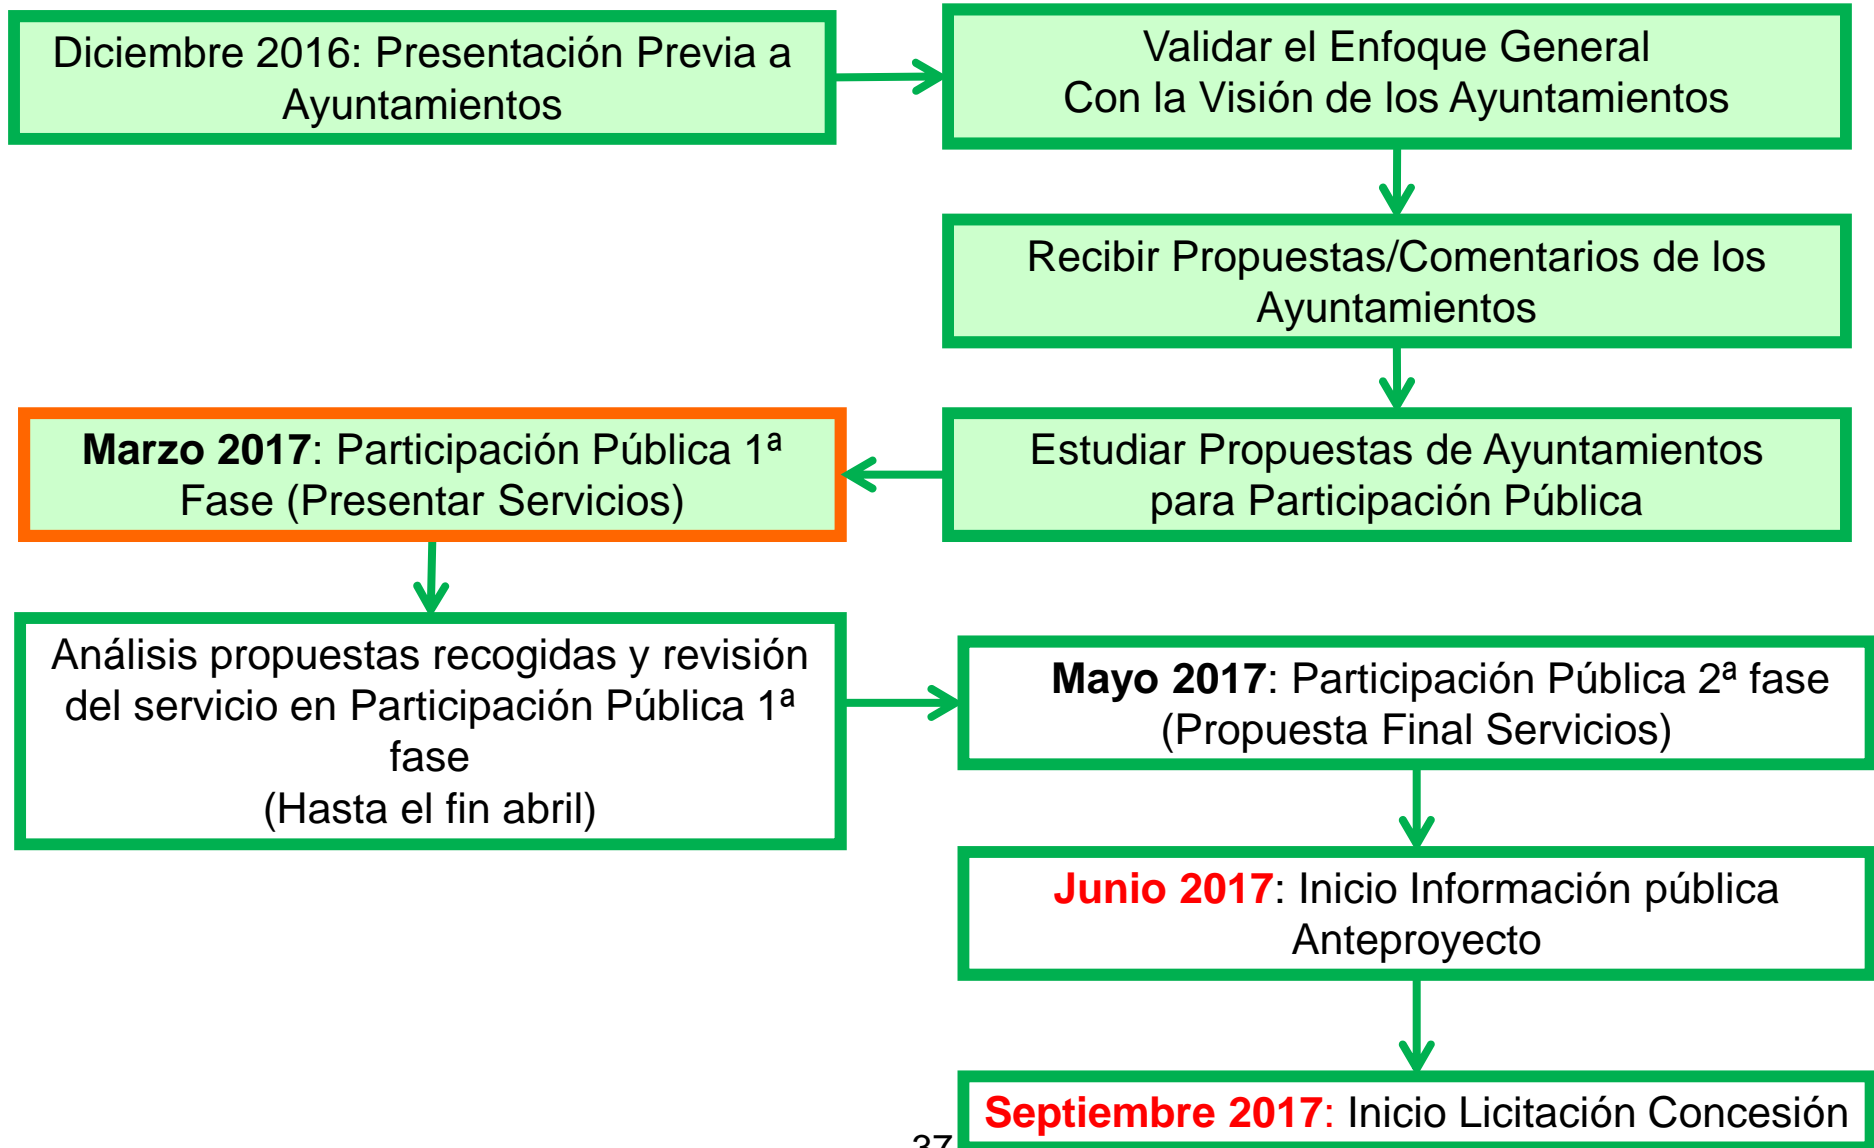 Diciembre 2016: Presentación Previa a
Ayuntamientos
Validar el Enfoque General
Con la Visión de los Ayuntamientos
Recibir Propuestas/Comentarios de los
Ayuntamientos
Estudiar Propuestas de Ayuntamientos
para Participación Pública
Marzo 2017: Participación Pública 1ª
Fase (Presentar Servicios)
Análisis propuestas recogidas y revisión
del servicio en Participación Pública 1ª
fase
(Hasta el fin abril)
Mayo 2017: Participación Pública 2ª fase
(Propuesta Final Servicios)
Junio 2017: Inicio Información pública
Anteproyecto
Septiembre 2017: Inicio Licitación Concesión
37